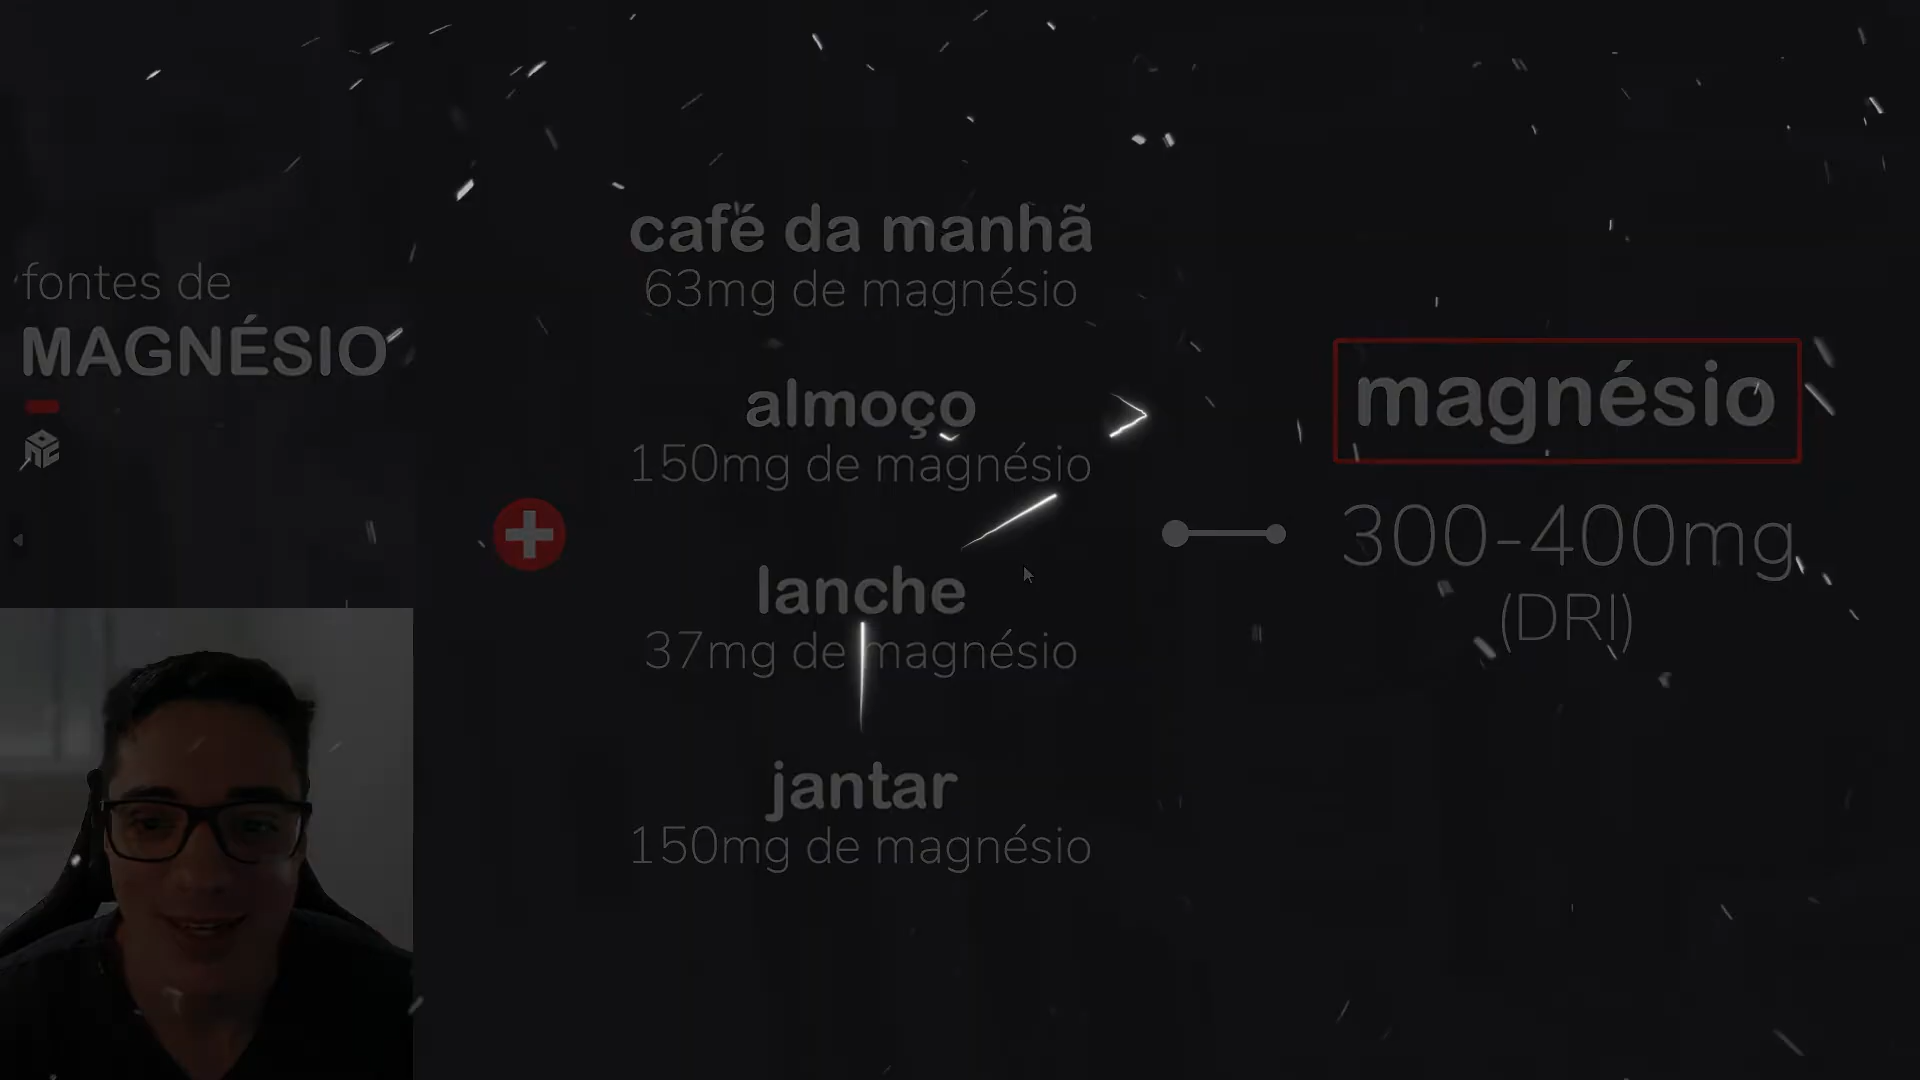 fontes de
MAGNÉSIO
café da manhã
63mg de magnésio
almoço
150mg de magnésio
lanche
37mg de magnésio
jantar
150mg de magnésio
magnésio
300-400mg
(DRI)